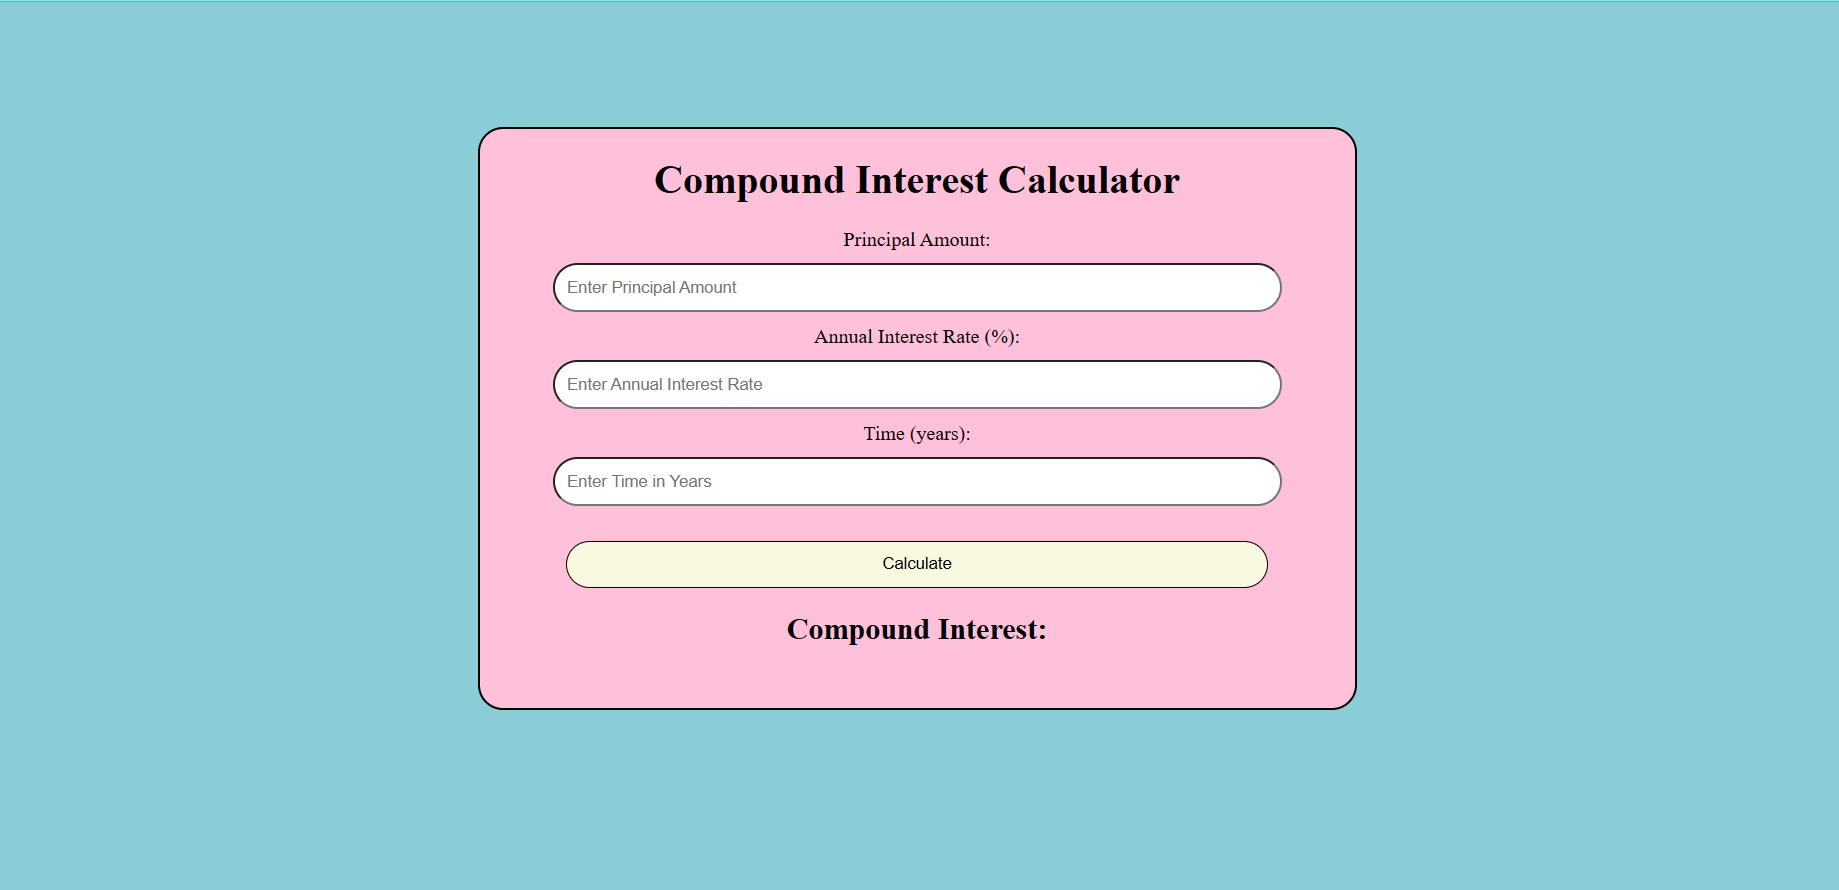 Compound Interest Calculator
Principal Amount:
Enter Principal Amount
Annual Interest Rate (%):
Enter Annual Interest Rate
Time (years):
Enter Time in Years
Calculate
Compound Interest: